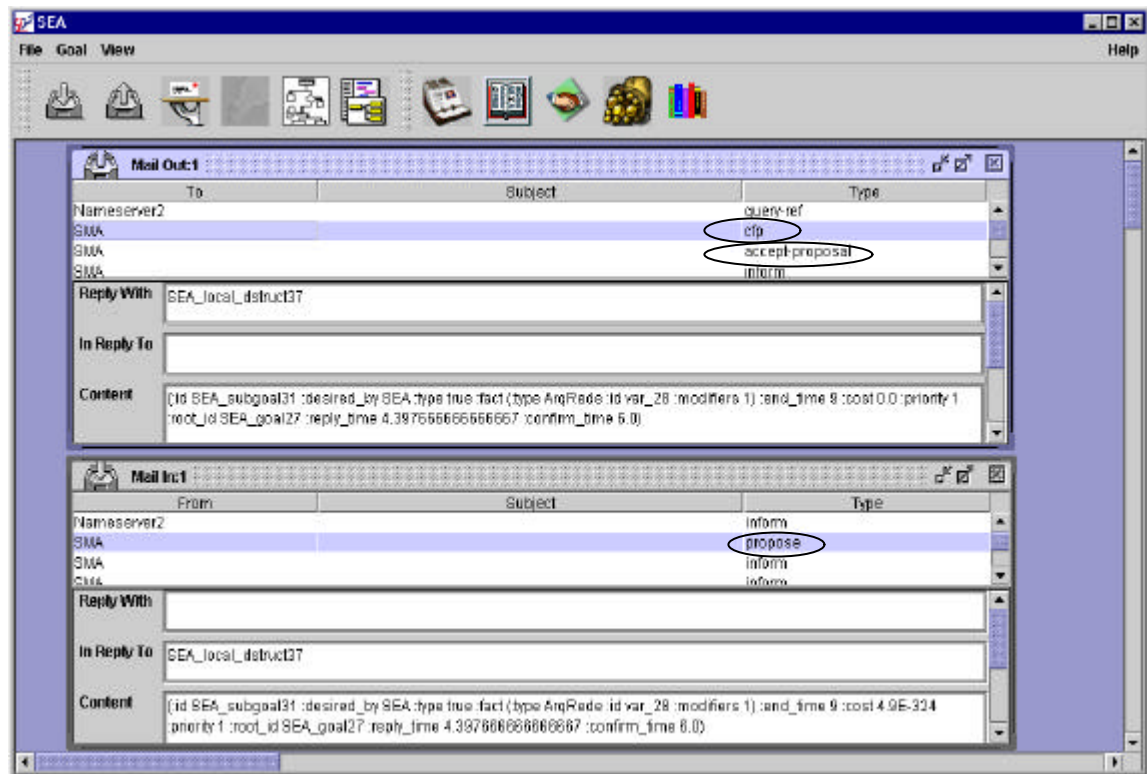 SEA
File Goal View Help
Mail Out:1
To Subject Type
Nameserver2 query-ref
SMA cfp
SMA accept-proposal
SMA inform
Reply With SEA_local_dstruct37
In Reply To
Content (:id SEA_subgoal31 :desired_by SEA :type true :fact (:type ArqRede :id var_28 :modifiers 1) :end_time 9 :cost 0.0 :priority 1
:root_id SEA_goal27 :reply_time 4.397666666666667 :confirm_time 6.0)
Mail In:1
From Subject Type
Nameserver2 inform
SMA propose
SMA inform
SMA inform
Reply With
In Reply To SEA_local_dstruct37
Content (:id SEA_subgoal31 :desired_by SEA :type true :fact (:type ArqRede :id var_28 :modifiers 1) :end_time 9 :cost 4.9E-324
:priority 1 :root_id SEA_goal27 :reply_time 4.397666666666667 :confirm_time 6.0)